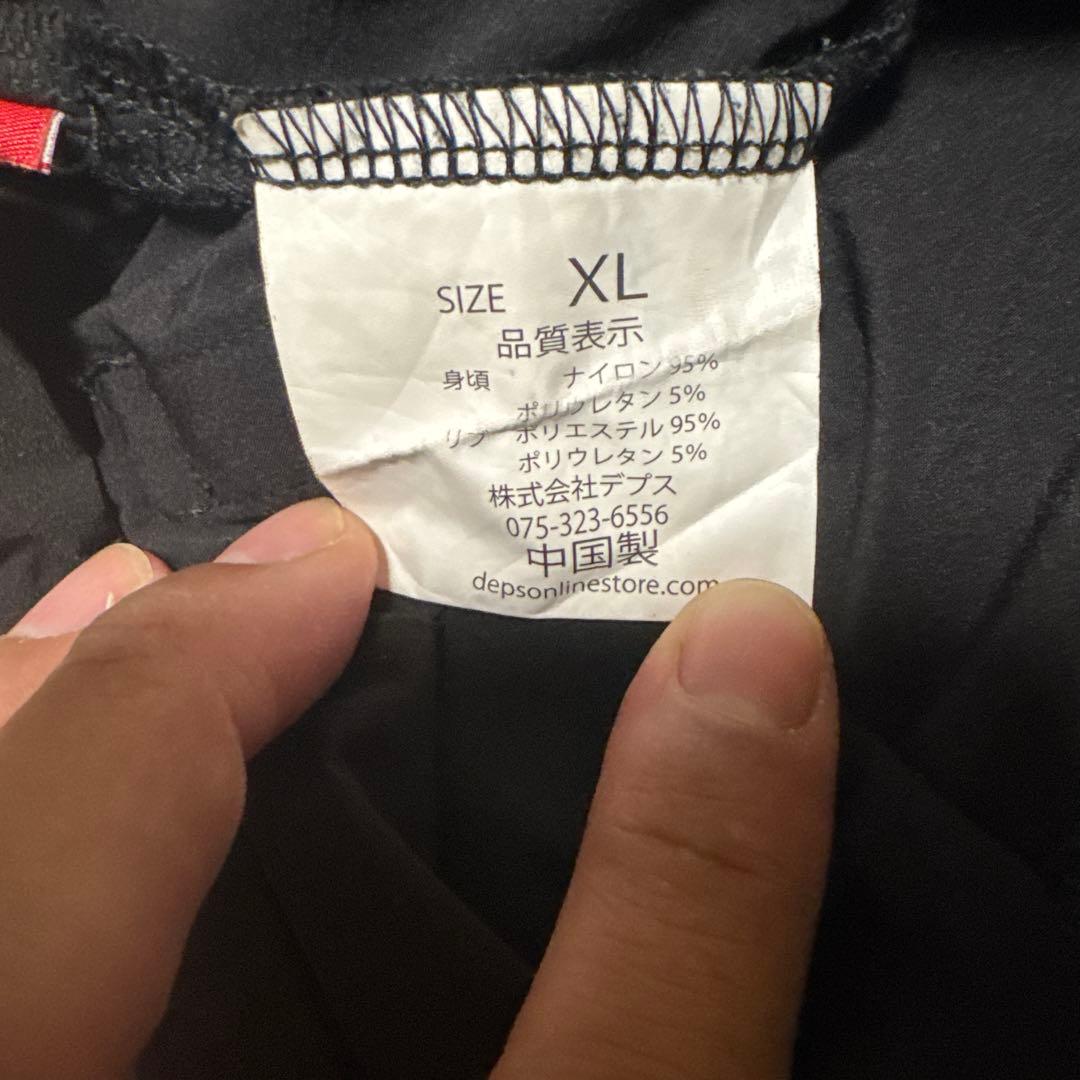 SIZE XL
品質表示
身頃 ナイロン 95%
ポリウレタン 5%
リブ ポリエステル 95%
ポリウレタン 5%
株式会社デプス
075-323-6556
中国製
depsonlinestore.com